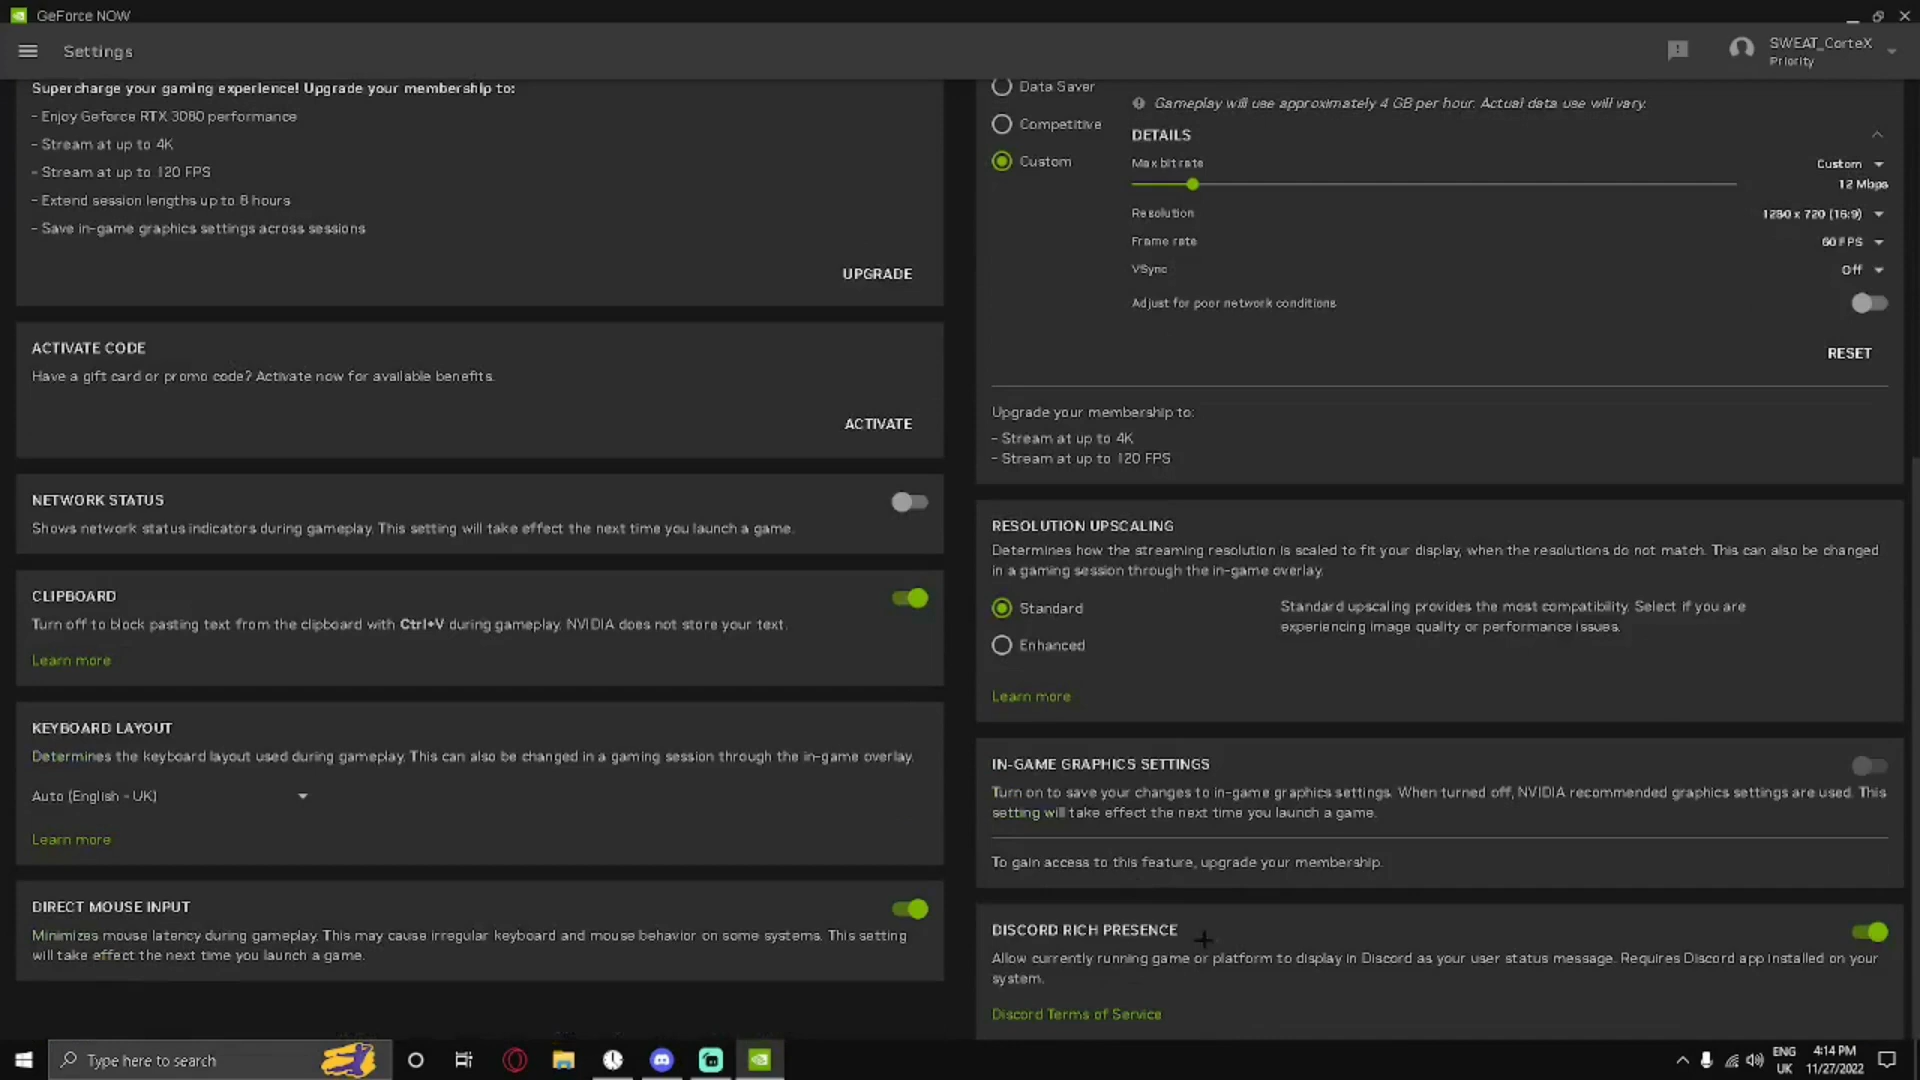 GeForce NOW
Settings
SWEAT_CorteX
Priority
Supercharge your gaming experience! Upgrade your membership to:
- Enjoy Geforce RTX 3080 performance
- Stream at up to 4K
- Stream at up to 120 FPS
- Extend session lengths up to 8 hours
- Save in-game graphics settings across sessions
UPGRADE
ACTIVATE CODE
Have a gift card or promo code? Activate now for available benefits.
ACTIVATE
NETWORK STATUS
Shows network status indicators during gameplay. This setting will take effect the next time you launch a game.
CLIPBOARD
Turn off to block pasting text from the clipboard with Ctrl+V during gameplay. NVIDIA does not store your text.
Learn more
KEYBOARD LAYOUT
Determines the keyboard layout used during gameplay. This can also be changed in a gaming session through the in-game overlay.
Auto (English - UK)
Learn more
DIRECT MOUSE INPUT
Minimizes mouse latency during gameplay. This may cause irregular keyboard and mouse behavior on some systems. This setting
will take effect the next time you launch a game.
Data Saver
Competitive
Custom
Gameplay will use approximately 4 GB per hour. Actual data use will vary.
DETAILS
Max bit rate
Custom
12 Mbps
Resolution
1280 x 720 (16:9)
Frame rate
60 FPS
VSync
Off
Adjust for poor network conditions
RESET
Upgrade your membership to:
- Stream at up to 4K
- Stream at up to 120 FPS
RESOLUTION UPSCALING
Determines how the streaming resolution is scaled to fit your display, when the resolutions do not match. This can also be changed
in a gaming session through the in-game overlay.
Standard
Enhanced
Standard upscaling provides the most compatibility. Select if you are
experiencing image quality or performance issues.
Learn more
IN-GAME GRAPHICS SETTINGS
Turn on to save your changes to in-game graphics settings. When turned off, NVIDIA recommended graphics settings are used. This
setting will take effect the next time you launch a game.
To gain access to this feature, upgrade your membership.
DISCORD RICH PRESENCE
Allow currently running game or platform to display in Discord as your user status message. Requires Discord app installed on your
system.
Discord Terms of Service
Type here to search
ENG
UK
4:14 PM
11/27/2022